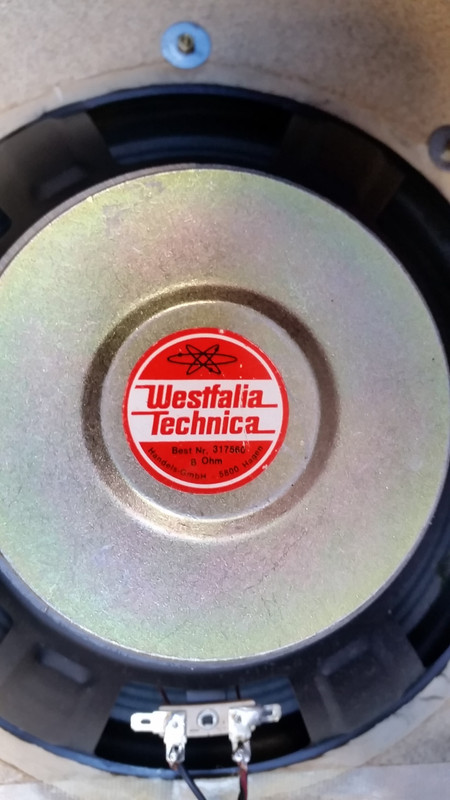 Westfalia
Technica
Best Nr. 317560
8 Ohm
Handels-GmbH · 5800 Hagen